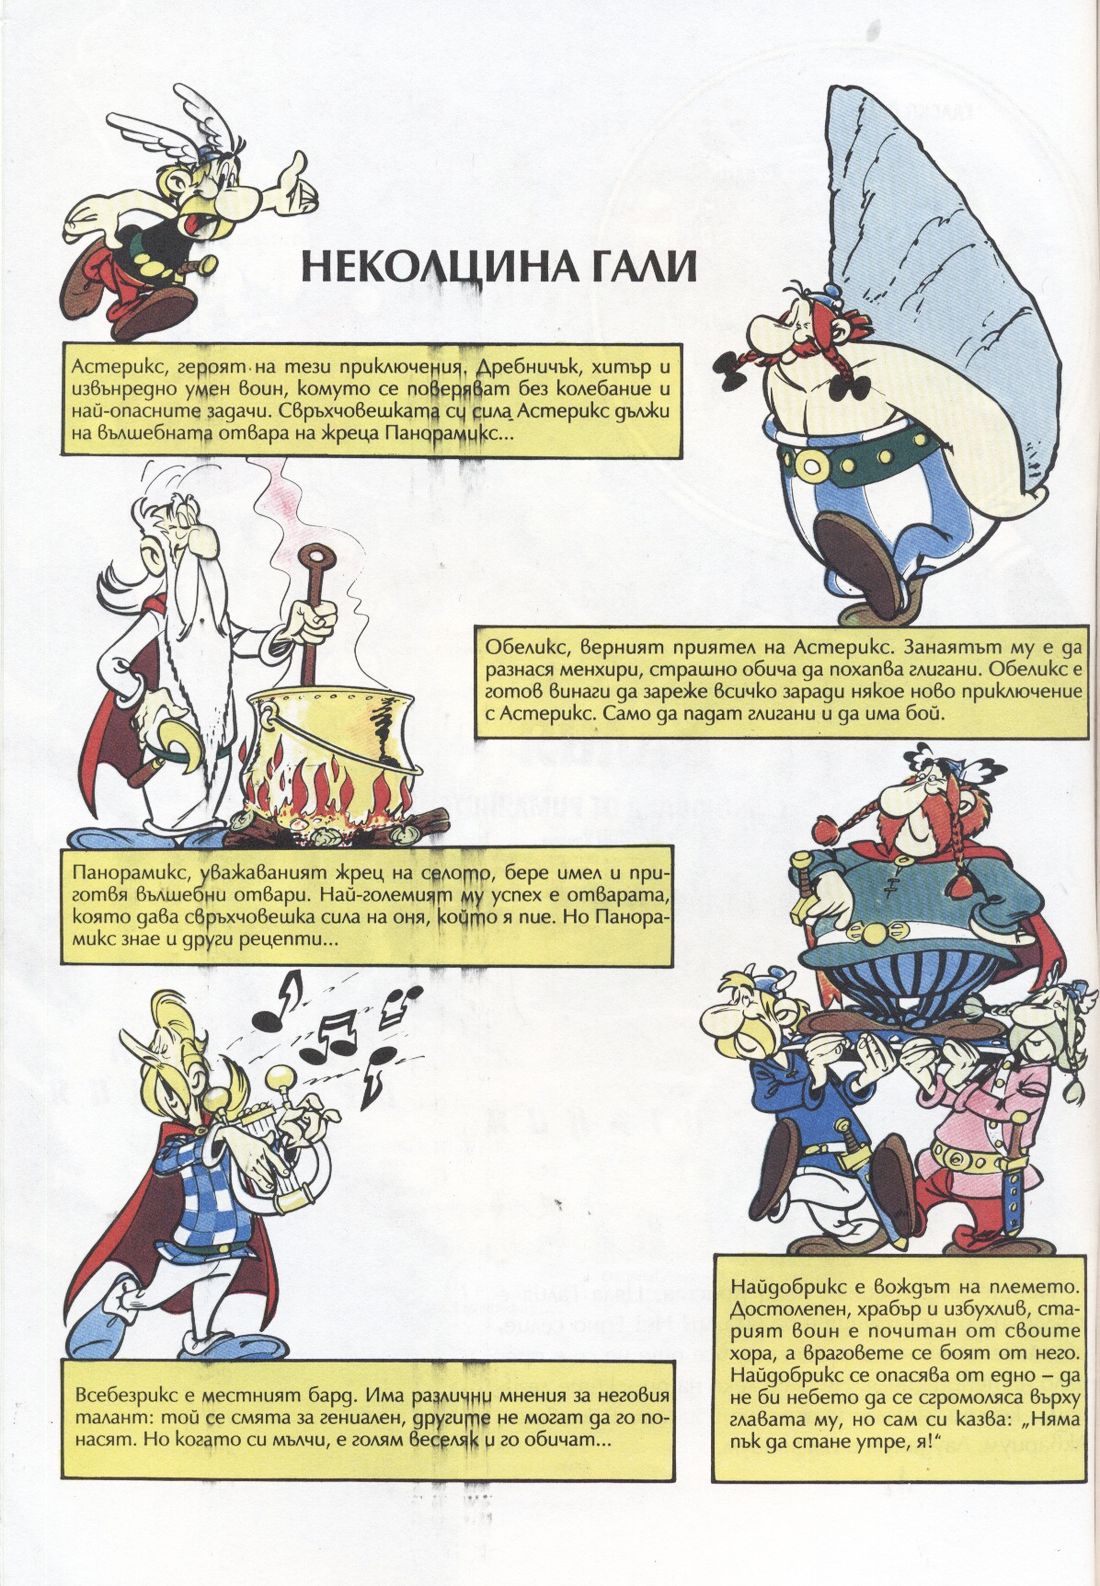 НЕКОЛЦИНА ГАЛИ
Астерикс, героят на тези приключения. Дребничък, хитър и
извънредно умен воин, комуто се поверяват без колебание и
най-опасните задачи. Свръхчовешката си сила Астерикс дължи
на вълшебната отвара на жреца Панорамикс...
Обеликс, верният приятел на Астерикс. Занаятът му е да
разнася менхири, страшно обича да похапва глигани. Обеликс е
готов винаги да зареже всичко заради някое ново приключение
с Астерикс. Само да падат глигани и да има бой.
Панорамикс, уважаваният жрец на селото, бере имел и при-
готвя вълшебни отвари. Най-големият му успех е отварата,
която дава свръхчовешка сила на оня, който я пие. Но Панора-
микс знае и други рецепти...
Всебезрикс е местният бард. Има различни мнения за неговия
талант: той се смята за гениален, другите не могат да го по-
насят. Но когато си мълчи, е голям веселяк и го обичат...
Найдобрикс е вождът на племето.
Достолепен, храбър и избухлив, ста-
рият воин е почитан от своите
хора, а враговете се боят от него.
Найдобрикс се опасява от едно – да
не би небето да се сгромоляса върху
главата му, но сам си казва: „Няма
пък да стане утре, я!“